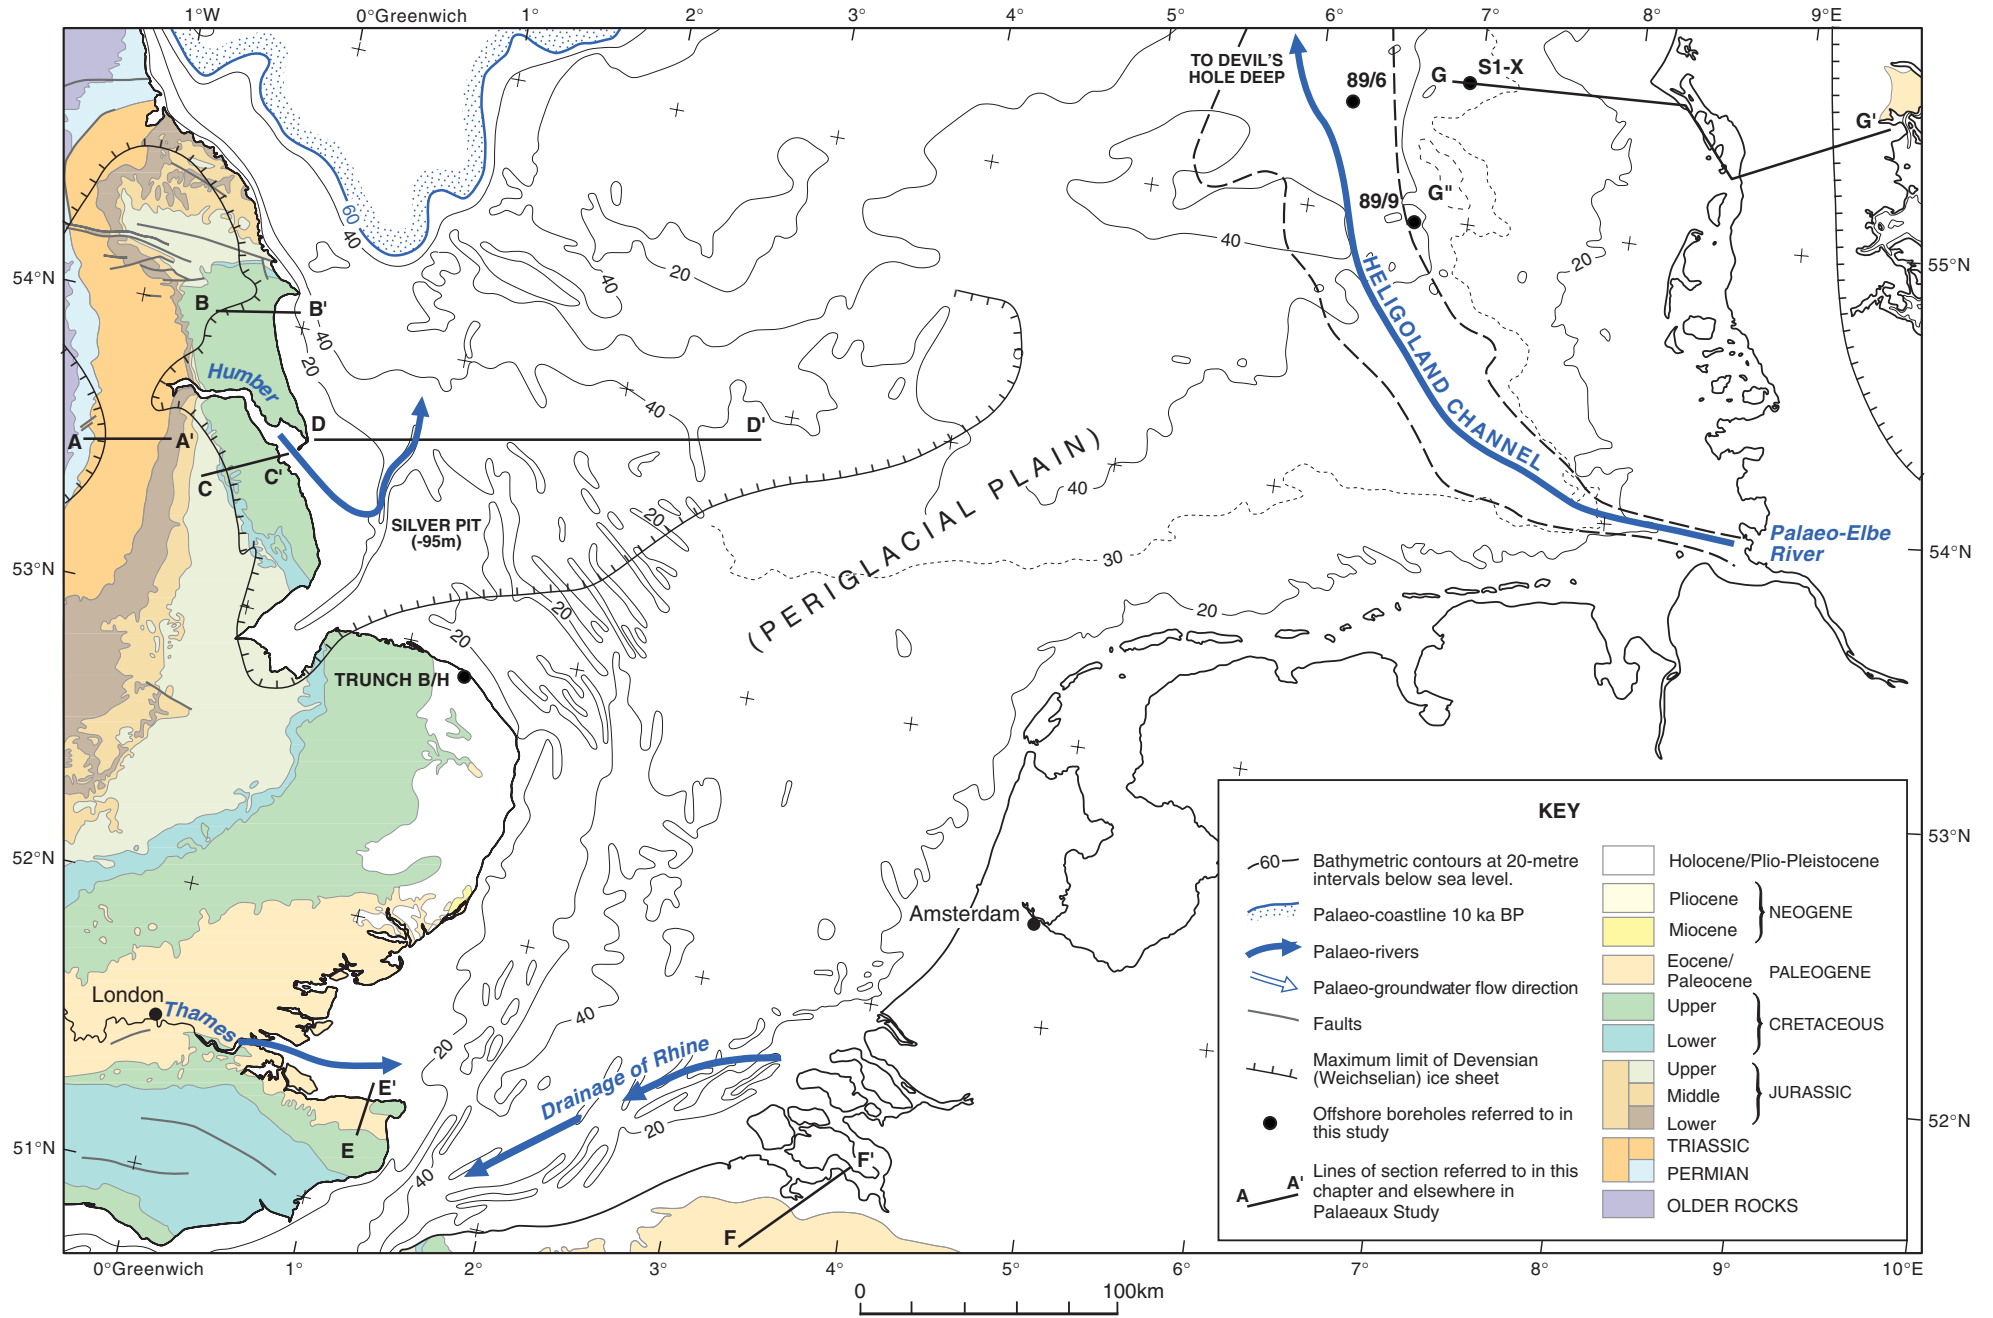 1°W
0°Greenwich
1°
2°
3°
4°
5°
6°
7°
8°
9°E
TO DEVIL'S
HOLE DEEP
89/6
G
S1-X
G'
89/9
G"
60
40
40
20
40
20
54°N
55°N
B
B'
40
20
HELIGOLAND CHANNEL
Humber
40
D
D'
A
A'
C
C'
SILVER PIT
(-95m)
20
40
(PERIGLACIAL PLAIN)
30
Palaeo-Elbe
River
54°N
53°N
20
20
20
TRUNCH B/H
53°N
52°N
Amsterdam
London
Thames
40
20
Drainage of Rhine
20
E'
E
51°N
52°N
40
F'
F
KEY
60
Bathymetric contours at 20-metre
intervals below sea level.
Palaeo-coastline 10 ka BP
Palaeo-rivers
Palaeo-groundwater flow direction
Faults
Maximum limit of Devensian
(Weichselian) ice sheet
Offshore boreholes referred to in
this study
A
A'
Lines of section referred to in this
chapter and elsewhere in
Palaeaux Study
Holocene/Plio-Pleistocene
Pliocene
Miocene
NEOGENE
Eocene/
Paleocene
PALEOGENE
Upper
Lower
CRETACEOUS
Upper
Middle
Lower
JURASSIC
TRIASSIC
PERMIAN
OLDER ROCKS
0°Greenwich
1°
2°
3°
4°
5°
6°
7°
8°
9°
10°E
0
100km